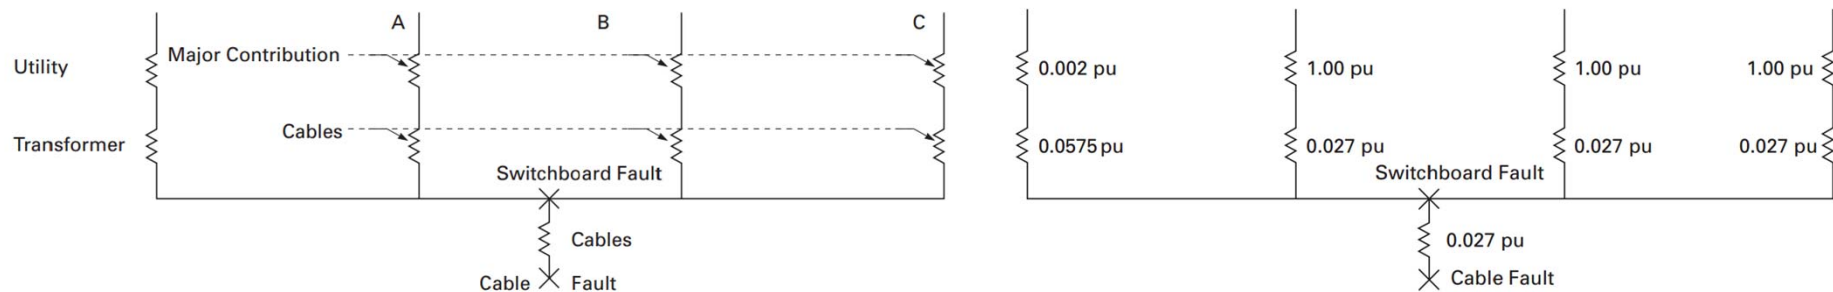 A B C
Utility Major Contribution 0.002 pu 1.00 pu 1.00 pu 1.00 pu
Transformer Cables 0.0575 pu 0.027 pu 0.027 pu 0.027 pu
Switchboard Fault Switchboard Fault
Cables 0.027 pu
Cable Fault Cable Fault